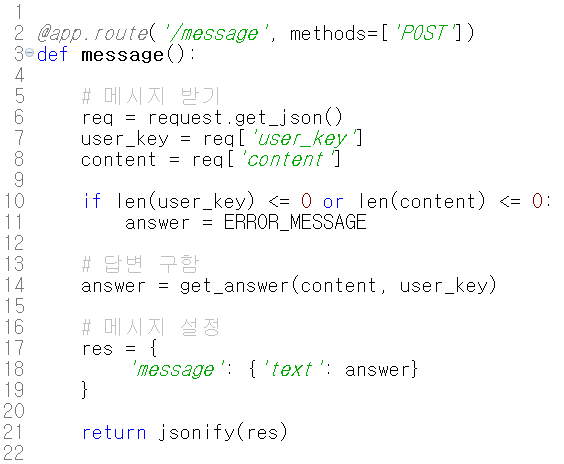 1
2 @app.route('/message', methods=['POST'])
3 def message():
4
5     # 메시지 받기
6     req = request.get_json()
7     user_key = req['user_key']
8     content = req['content']
9
10     if len(user_key) <= 0 or len(content) <= 0:
11         answer = ERROR_MESSAGE
12
13     # 답변 구함
14     answer = get_answer(content, user_key)
15
16     # 메시지 설정
17     res = {
18         'message': {'text': answer}
19     }
20
21     return jsonify(res)
22